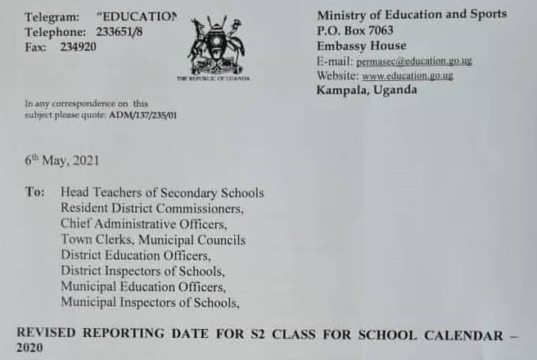 Telegram: "EDUCATION
Telephone: 233651/8
Fax: 234920
THE REPUBLIC OF UGANDA
Ministry of Education and Sports
P.O. Box 7063
Embassy House
E-mail: permasec@education.go.ug
Website: www.education.go.ug
Kampala, Uganda
In any correspondence on this
subject please quote: ADM/137/235/01
6th May, 2021
To: Head Teachers of Secondary Schools
Resident District Commissioners,
Chief Administrative Officers,
Town Clerks, Municipal Councils
District Education Officers,
District Inspectors of Schools,
Municipal Education Officers,
Municipal Inspectors of Schools,
REVISED REPORTING DATE FOR S2 CLASS FOR SCHOOL CALENDAR –
2020